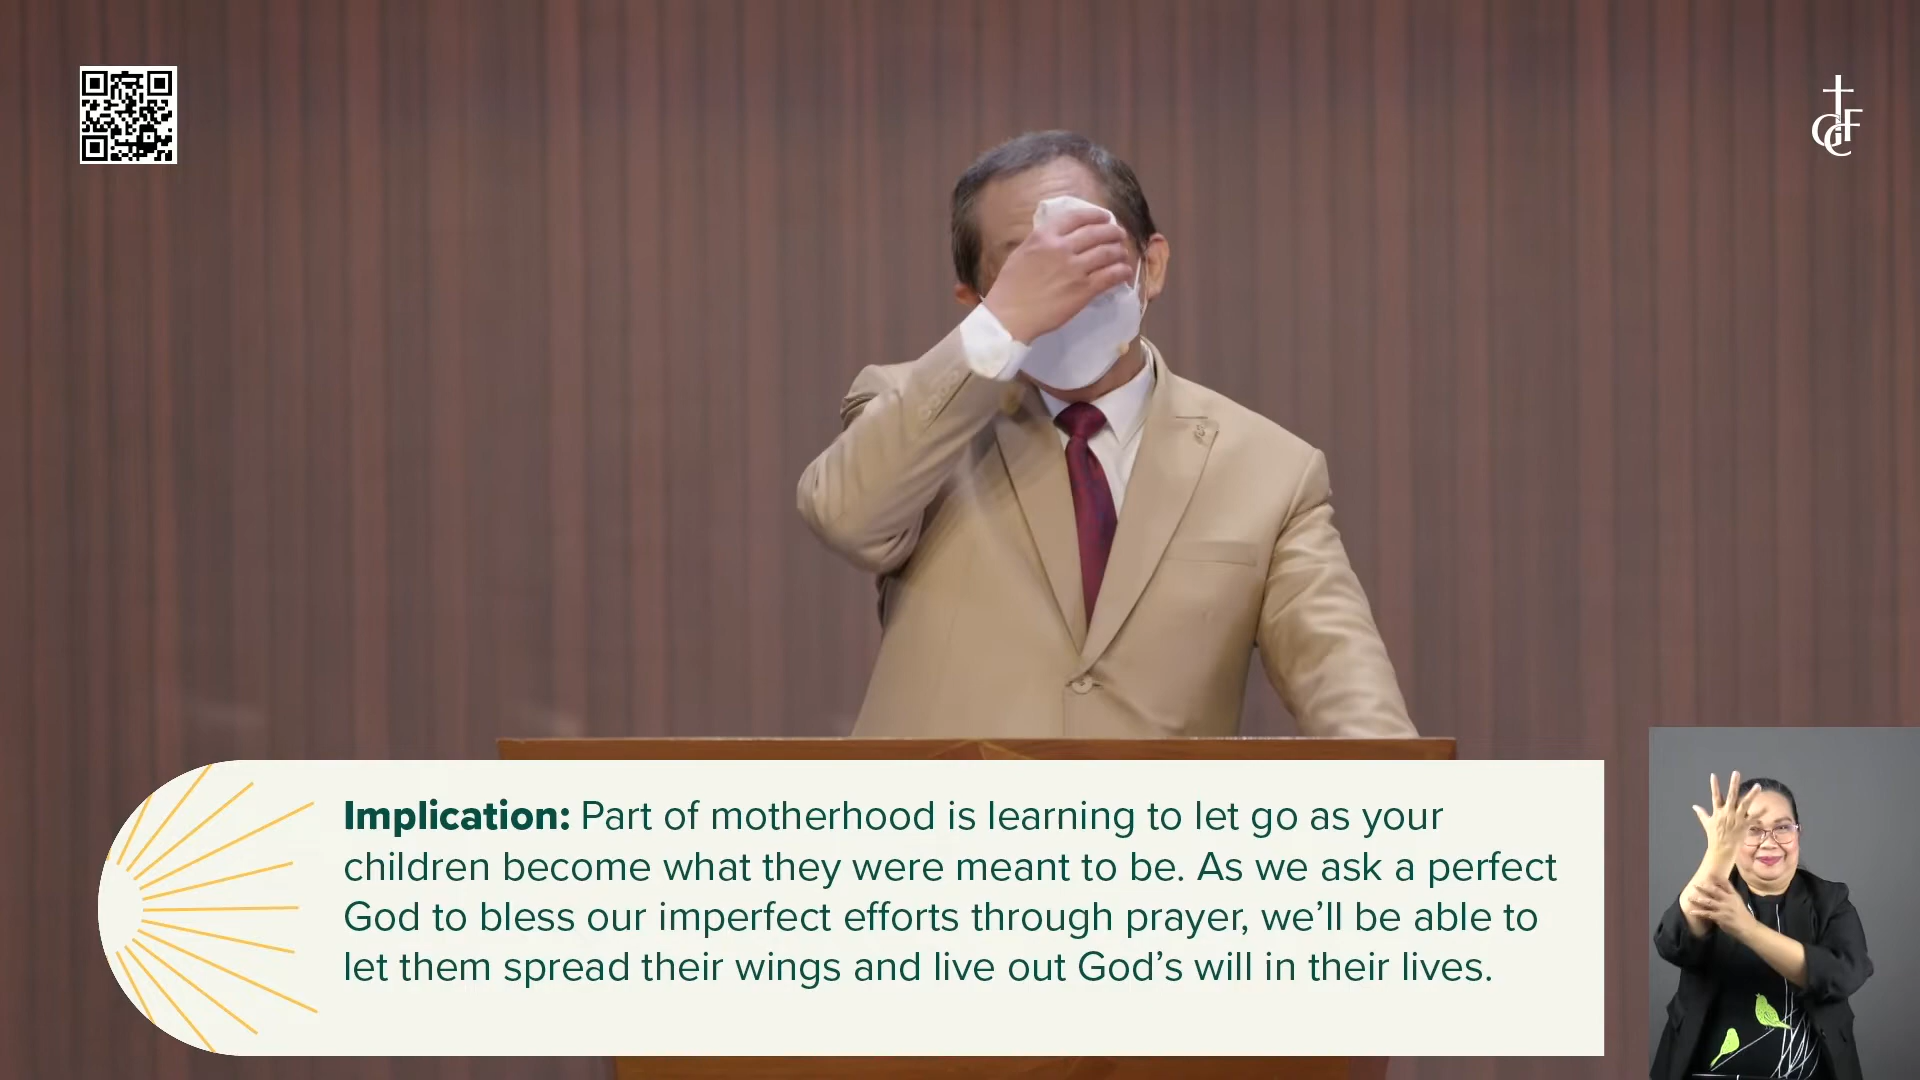 GCF
Implication: Part of motherhood is learning to let go as your
children become what they were meant to be. As we ask a perfect
God to bless our imperfect efforts through prayer, we’ll be able to
let them spread their wings and live out God’s will in their lives.